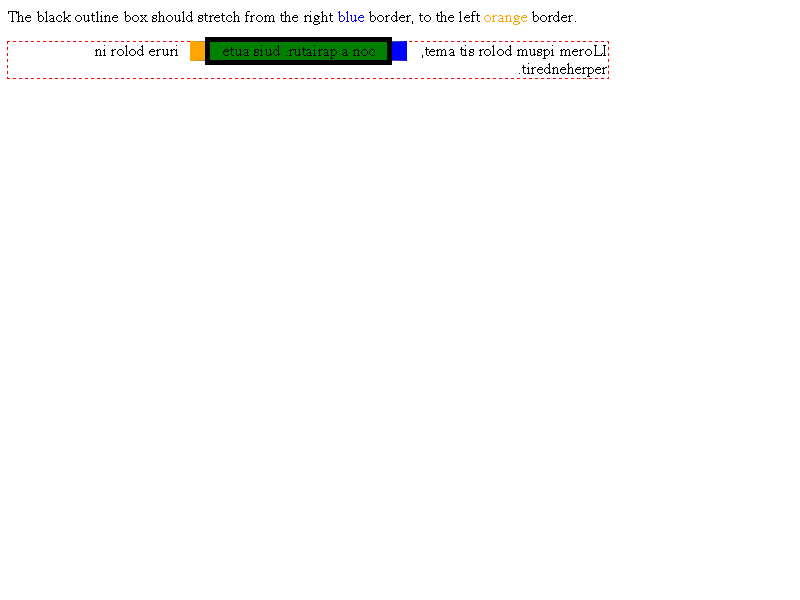 The black outline box should stretch from the right blue border, to the left orange border.
ni rolod eruri etua siud .rutairap a noc ,tema tis rolod muspi meroLI
.tiredneherper